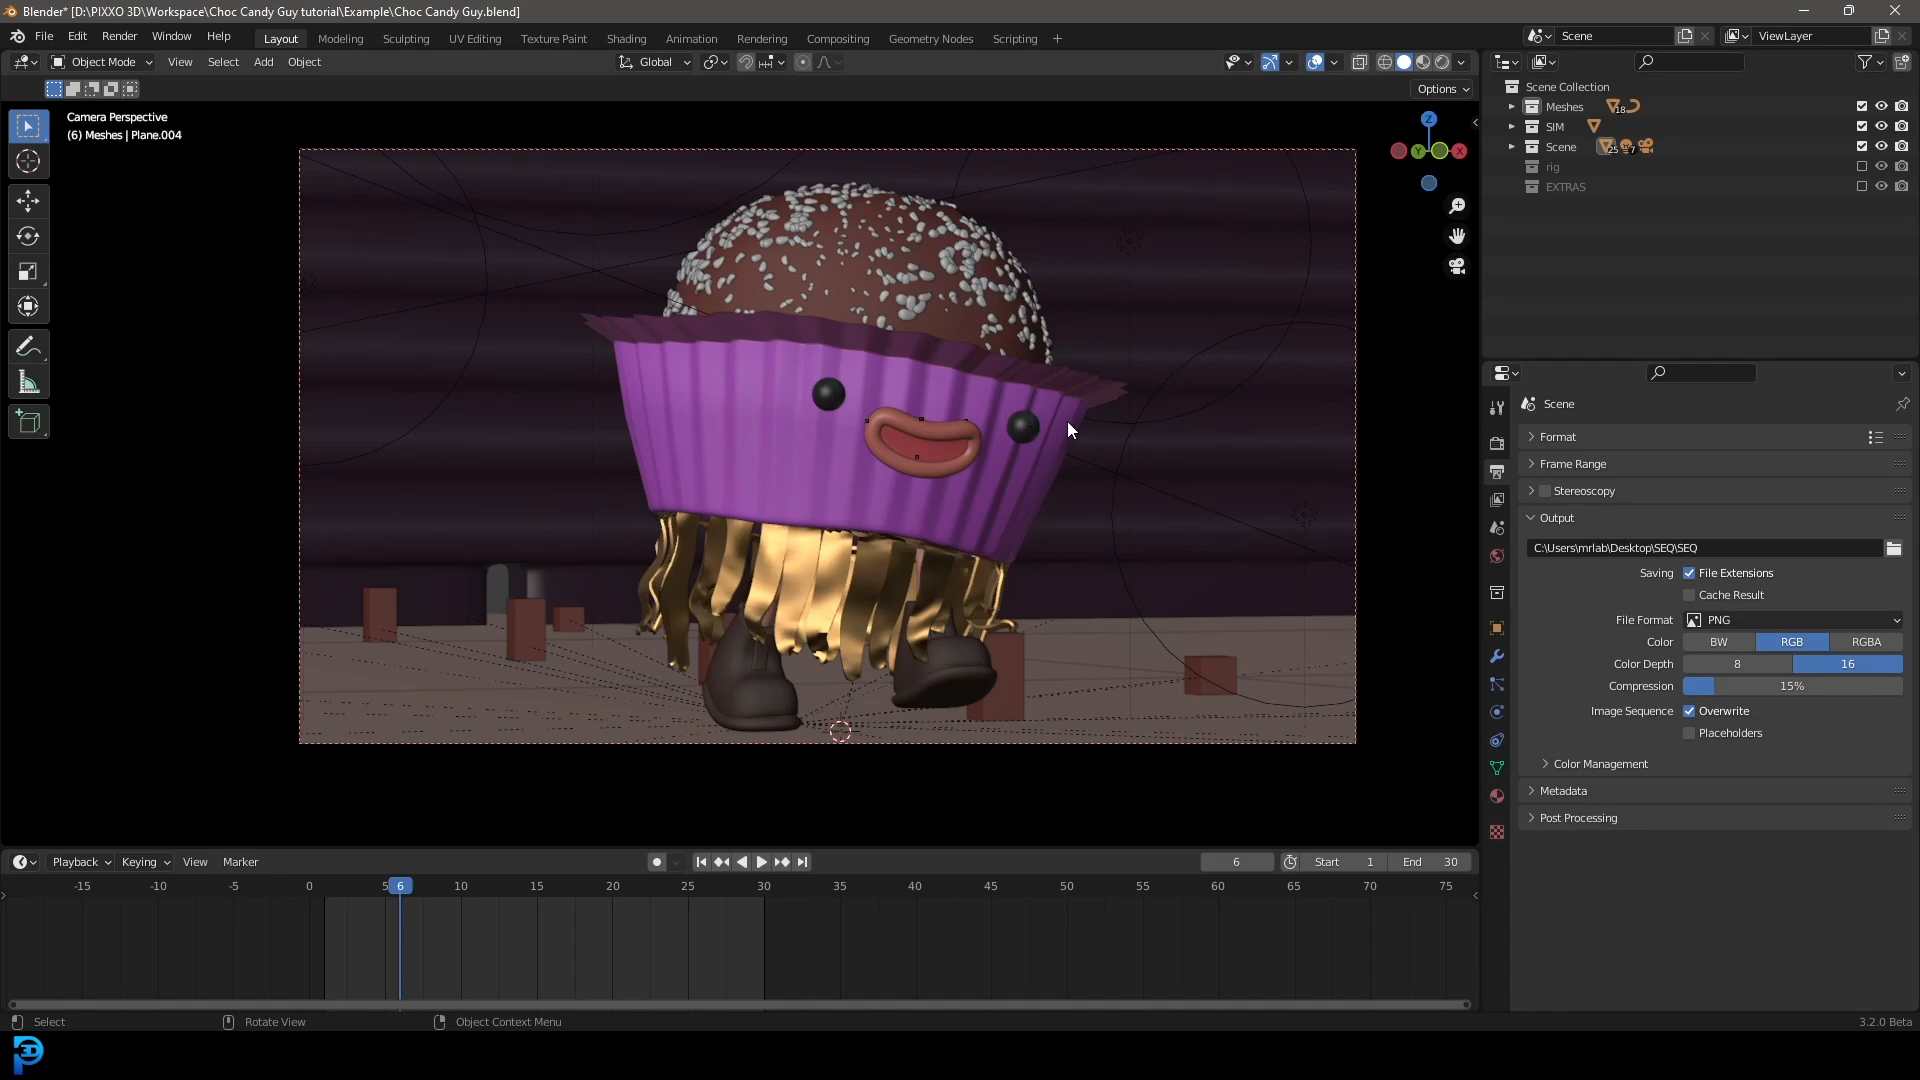 Blender* [D:\PIXXO 3D\Workspace\Choc Candy Guy tutorial\Example\Choc Candy Guy.blend]
File Edit Render Window Help Layout Modeling Sculpting UV Editing Texture Paint Shading Animation Rendering Compositing Geometry Nodes Scripting + Scene ViewLayer
Object Mode View Select Add Object Global
Options
Camera Perspective
(6) Meshes | Plane.004
Z
Y X
Scene Collection
Meshes 18
SIM
Scene 25 7
rig
EXTRAS
Scene
Format
Frame Range
Stereoscopy
Output
C:\Users\mrlab\Desktop\SEQ\SEQ
Saving File Extensions
Cache Result
File Format PNG
Color BW RGB RGBA
Color Depth 8 16
Compression 15%
Image Sequence Overwrite
Placeholders
Color Management
Metadata
Post Processing
Playback Keying View Marker 6 Start 1 End 30
-15 -10 -5 0 5 6 10 15 20 25 30 35 40 45 50 55 60 65 70 75
Select Rotate View Object Context Menu 3.2.0 Beta
3D